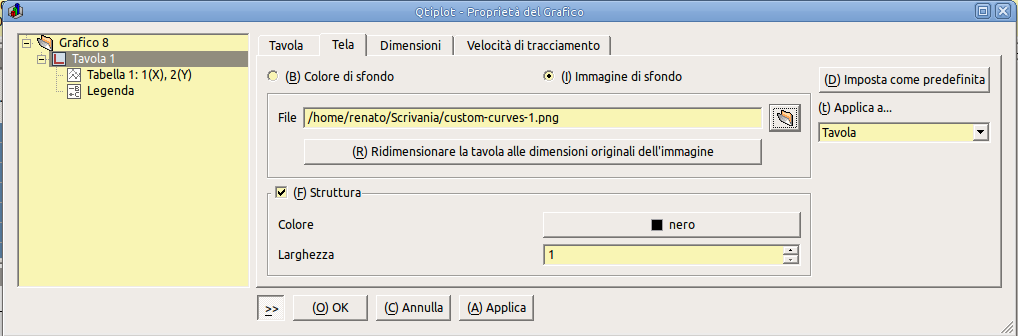 Qtiplot - Proprietà del Grafico
Grafico 8
Tavola 1
Tabella 1: 1(X), 2(Y)
Legenda
Tavola
Tela
Dimensioni
Velocità di tracciamento
(B) Colore di sfondo
(I) Immagine di sfondo
File
/home/renato/Scrivania/custom-curves-1.png
(R) Ridimensionare la tavola alle dimensioni originali dell'immagine
(F) Struttura
Colore
nero
Larghezza
1
(D) Imposta come predefinita
(t) Applica a...
Tavola
>>
(O) OK
(C) Annulla
(A) Applica